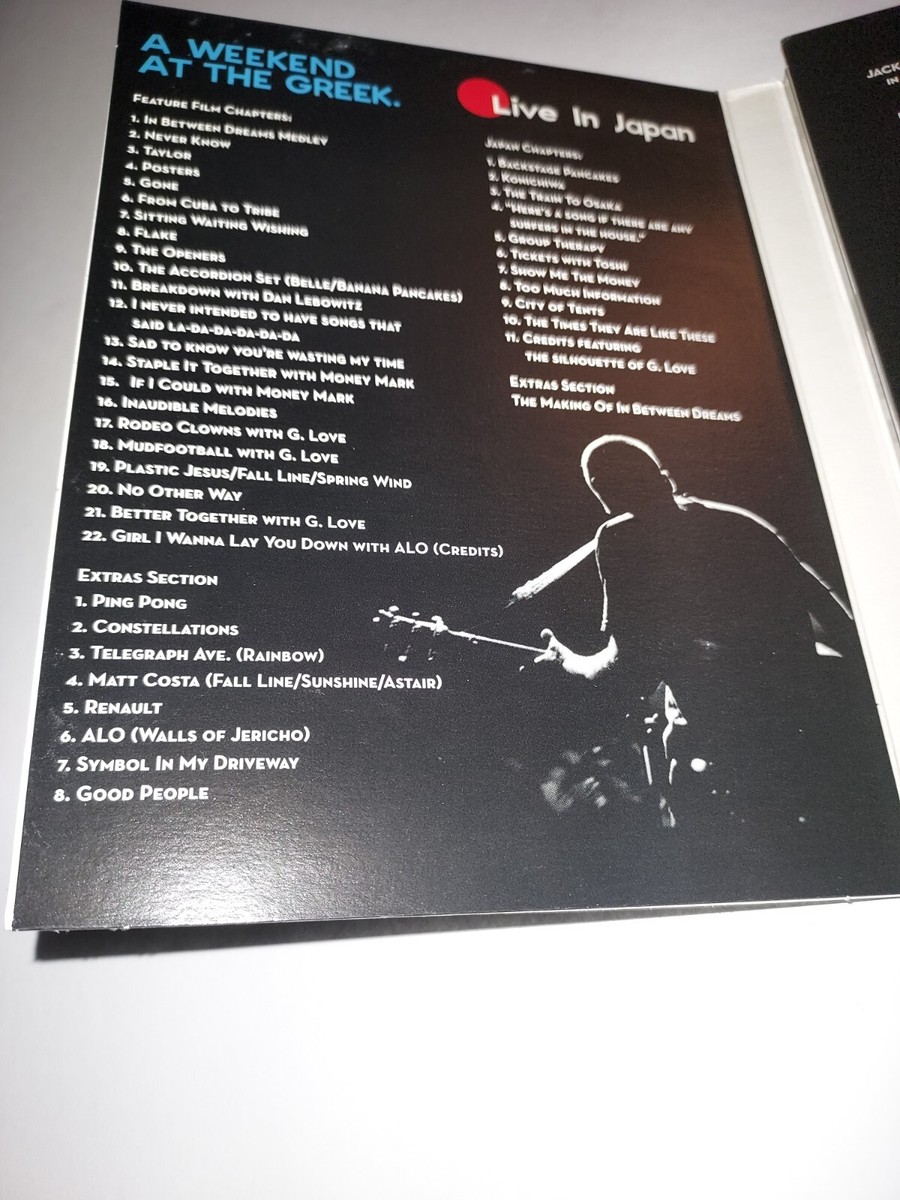 A WEEKEND
AT THE GREEK.
FEATURE FILM CHAPTERS:
1. IN BETWEEN DREAMS MEDLEY
2. NEVER KNOW
3. TAYLOR
4. POSTERS
5. GONE
6. FROM CUBA TO TRIBE
7. SITTING WAITING WISHING
8. FLAKE
9. THE OPENERS
10. THE ACCORDION SET (BELLE/BANANA PANCAKES)
11. BREAKDOWN WITH DAN LEBOWITZ
12. I NEVER INTENDED TO HAVE SONGS THAT
SAID LA-DA-DA-DA-DA-DA
13. SAD TO KNOW YOU'RE WASTING MY TIME
14. STAPLE IT TOGETHER WITH MONEY MARK
15. IF I COULD WITH MONEY MARK
16. INAUDIBLE MELODIES
17. RODEO CLOWNS WITH G. LOVE
18. MUDFOOTBALL WITH G. LOVE
19. PLASTIC JESUS/FALL LINE/SPRING WIND
20. NO OTHER WAY
21. BETTER TOGETHER WITH G. LOVE
22. GIRL I WANNA LAY YOU DOWN WITH ALO (CREDITS)
EXTRAS SECTION
1. PING PONG
2. CONSTELLATIONS
3. TELEGRAPH AVE. (RAINBOW)
4. MATT COSTA (FALL LINE/SUNSHINE/ASTAIR)
5. RENAULT
6. ALO (WALLS OF JERICHO)
7. SYMBOL IN MY DRIVEWAY
8. GOOD PEOPLE
Live In Japan
JAPAN CHAPTERS:
1. BACKSTAGE PANCAKES
2. KONICHIWA
3. THE TRAIN TO OSAKA
4. "HERE'S A SONG IF THERE ARE ANY
SURFERS IN THE HOUSE."
5. GROUP THERAPY
6. TICKETS WITH TOSHI
7. SHOW ME THE MONEY
8. TOO MUCH INFORMATION
9. CITY OF TENTS
10. THE TIMES THEY ARE LIKE THESE
11. CREDITS FEATURING
THE SILHOUETTE OF G. LOVE
EXTRAS SECTION
THE MAKING OF IN BETWEEN DREAMS
JACK
IN